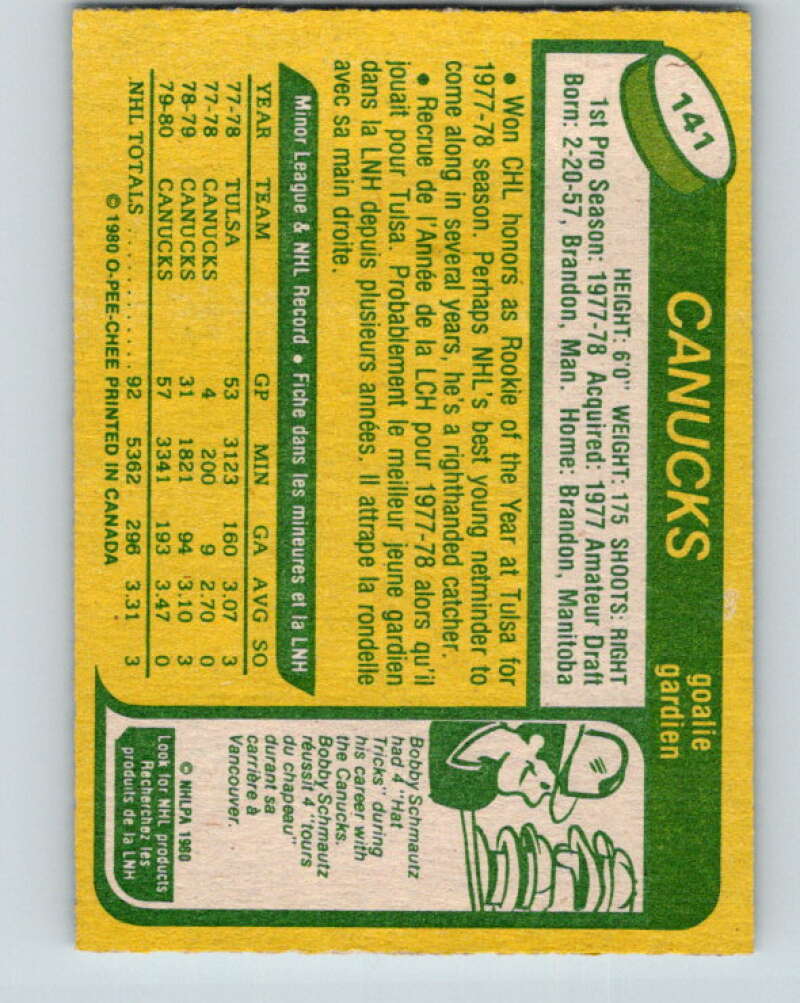 141
CANUCKS
goalie
gardien
HEIGHT: 6'0" WEIGHT: 175 SHOOTS: RIGHT
1st Pro Season: 1977-78 Acquired: 1977 Amateur Draft
Born: 2-20-57, Brandon, Man. Home: Brandon, Manitoba
• Won CHL honors as Rookie of the Year at Tulsa for
1977-78 season. Perhaps NHL's best young netminder to
come along in several years, he's a righthanded catcher.
• Recrue de l'Année de la LCH pour 1977-78 alors qu'il
jouait pour Tulsa. Probablement le meilleur jeune gardien
dans la LNH depuis plusieurs années. Il attrape la rondelle
avec sa main droite.
Minor League & NHL Record • Fiche dans les mineures et la LNH
YEAR TEAM GP MIN GA AVG SO
77-78 TULSA 53 3123 160 3.07 3
77-78 CANUCKS 4 200 9 2.70 0
78-79 CANUCKS 31 1821 94 3.10 3
79-80 CANUCKS 57 3341 193 3.47 0
NHL TOTALS .......... 92 5362 296 3.31 3
© 1980 O-PEE-CHEE PRINTED IN CANADA
Bobby Schmautz
had 4 "Hat
Tricks" during
his career with
the Canucks.
Bobby Schmautz
réussit 4 "tours
du chapeau"
durant sa
carrière à
Vancouver.
© NHLPA 1980
Look for NHL products
Recherchez les
produits de la LNH